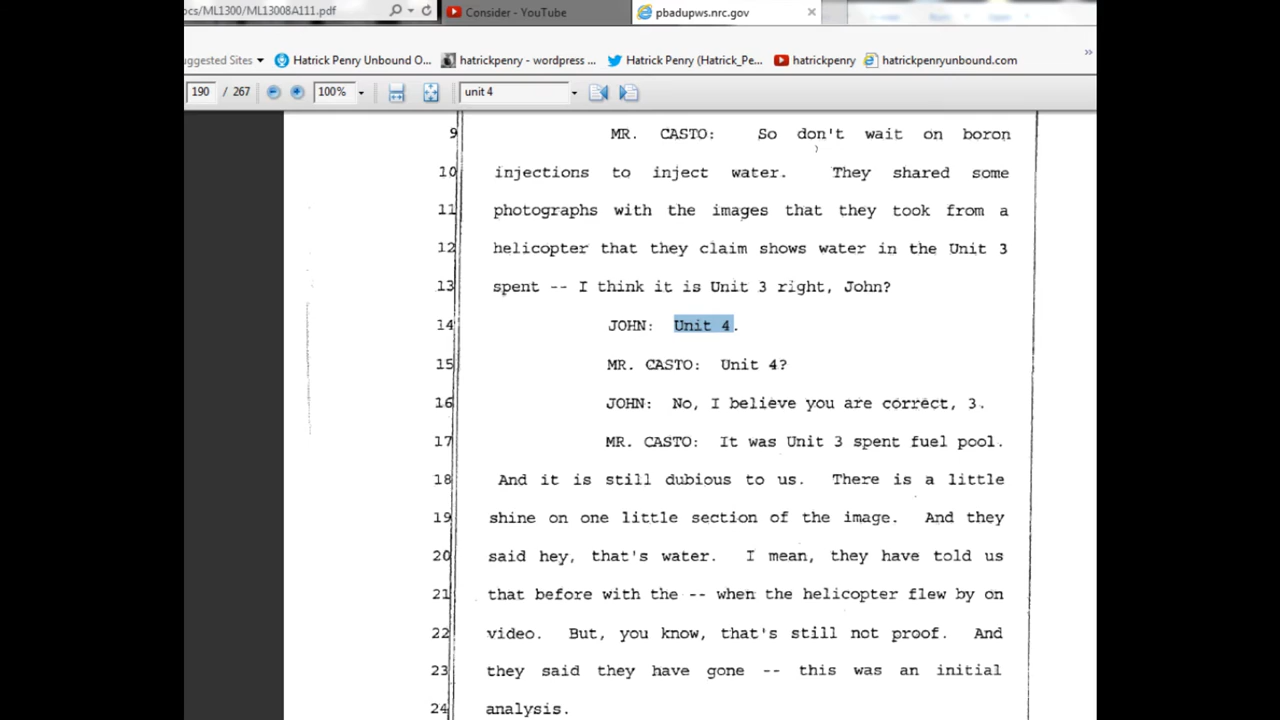 ocs/ML1300/ML13008A111.pdf
Consider - YouTube
pbadupws.nrc.gov
uggested Sites
Hatrick Penry Unbound O...
hatrickpenry - wordpress ...
Hatrick Penry (Hatrick_Pe...
hatrickpenry
hatrickpenryunbound.com
190 / 267
100%
unit 4
9 MR. CASTO: So don't wait on boron
10 injections to inject water. They shared some
11 photographs with the images that they took from a
12 helicopter that they claim shows water in the Unit 3
13 spent -- I think it is Unit 3 right, John?
14 JOHN: Unit 4.
15 MR. CASTO: Unit 4?
16 JOHN: No, I believe you are correct, 3.
17 MR. CASTO: It was Unit 3 spent fuel pool.
18 And it is still dubious to us. There is a little
19 shine on one little section of the image. And they
20 said hey, that's water. I mean, they have told us
21 that before with the -- when the helicopter flew by on
22 video. But, you know, that's still not proof. And
23 they said they have gone -- this was an initial
24 analysis.